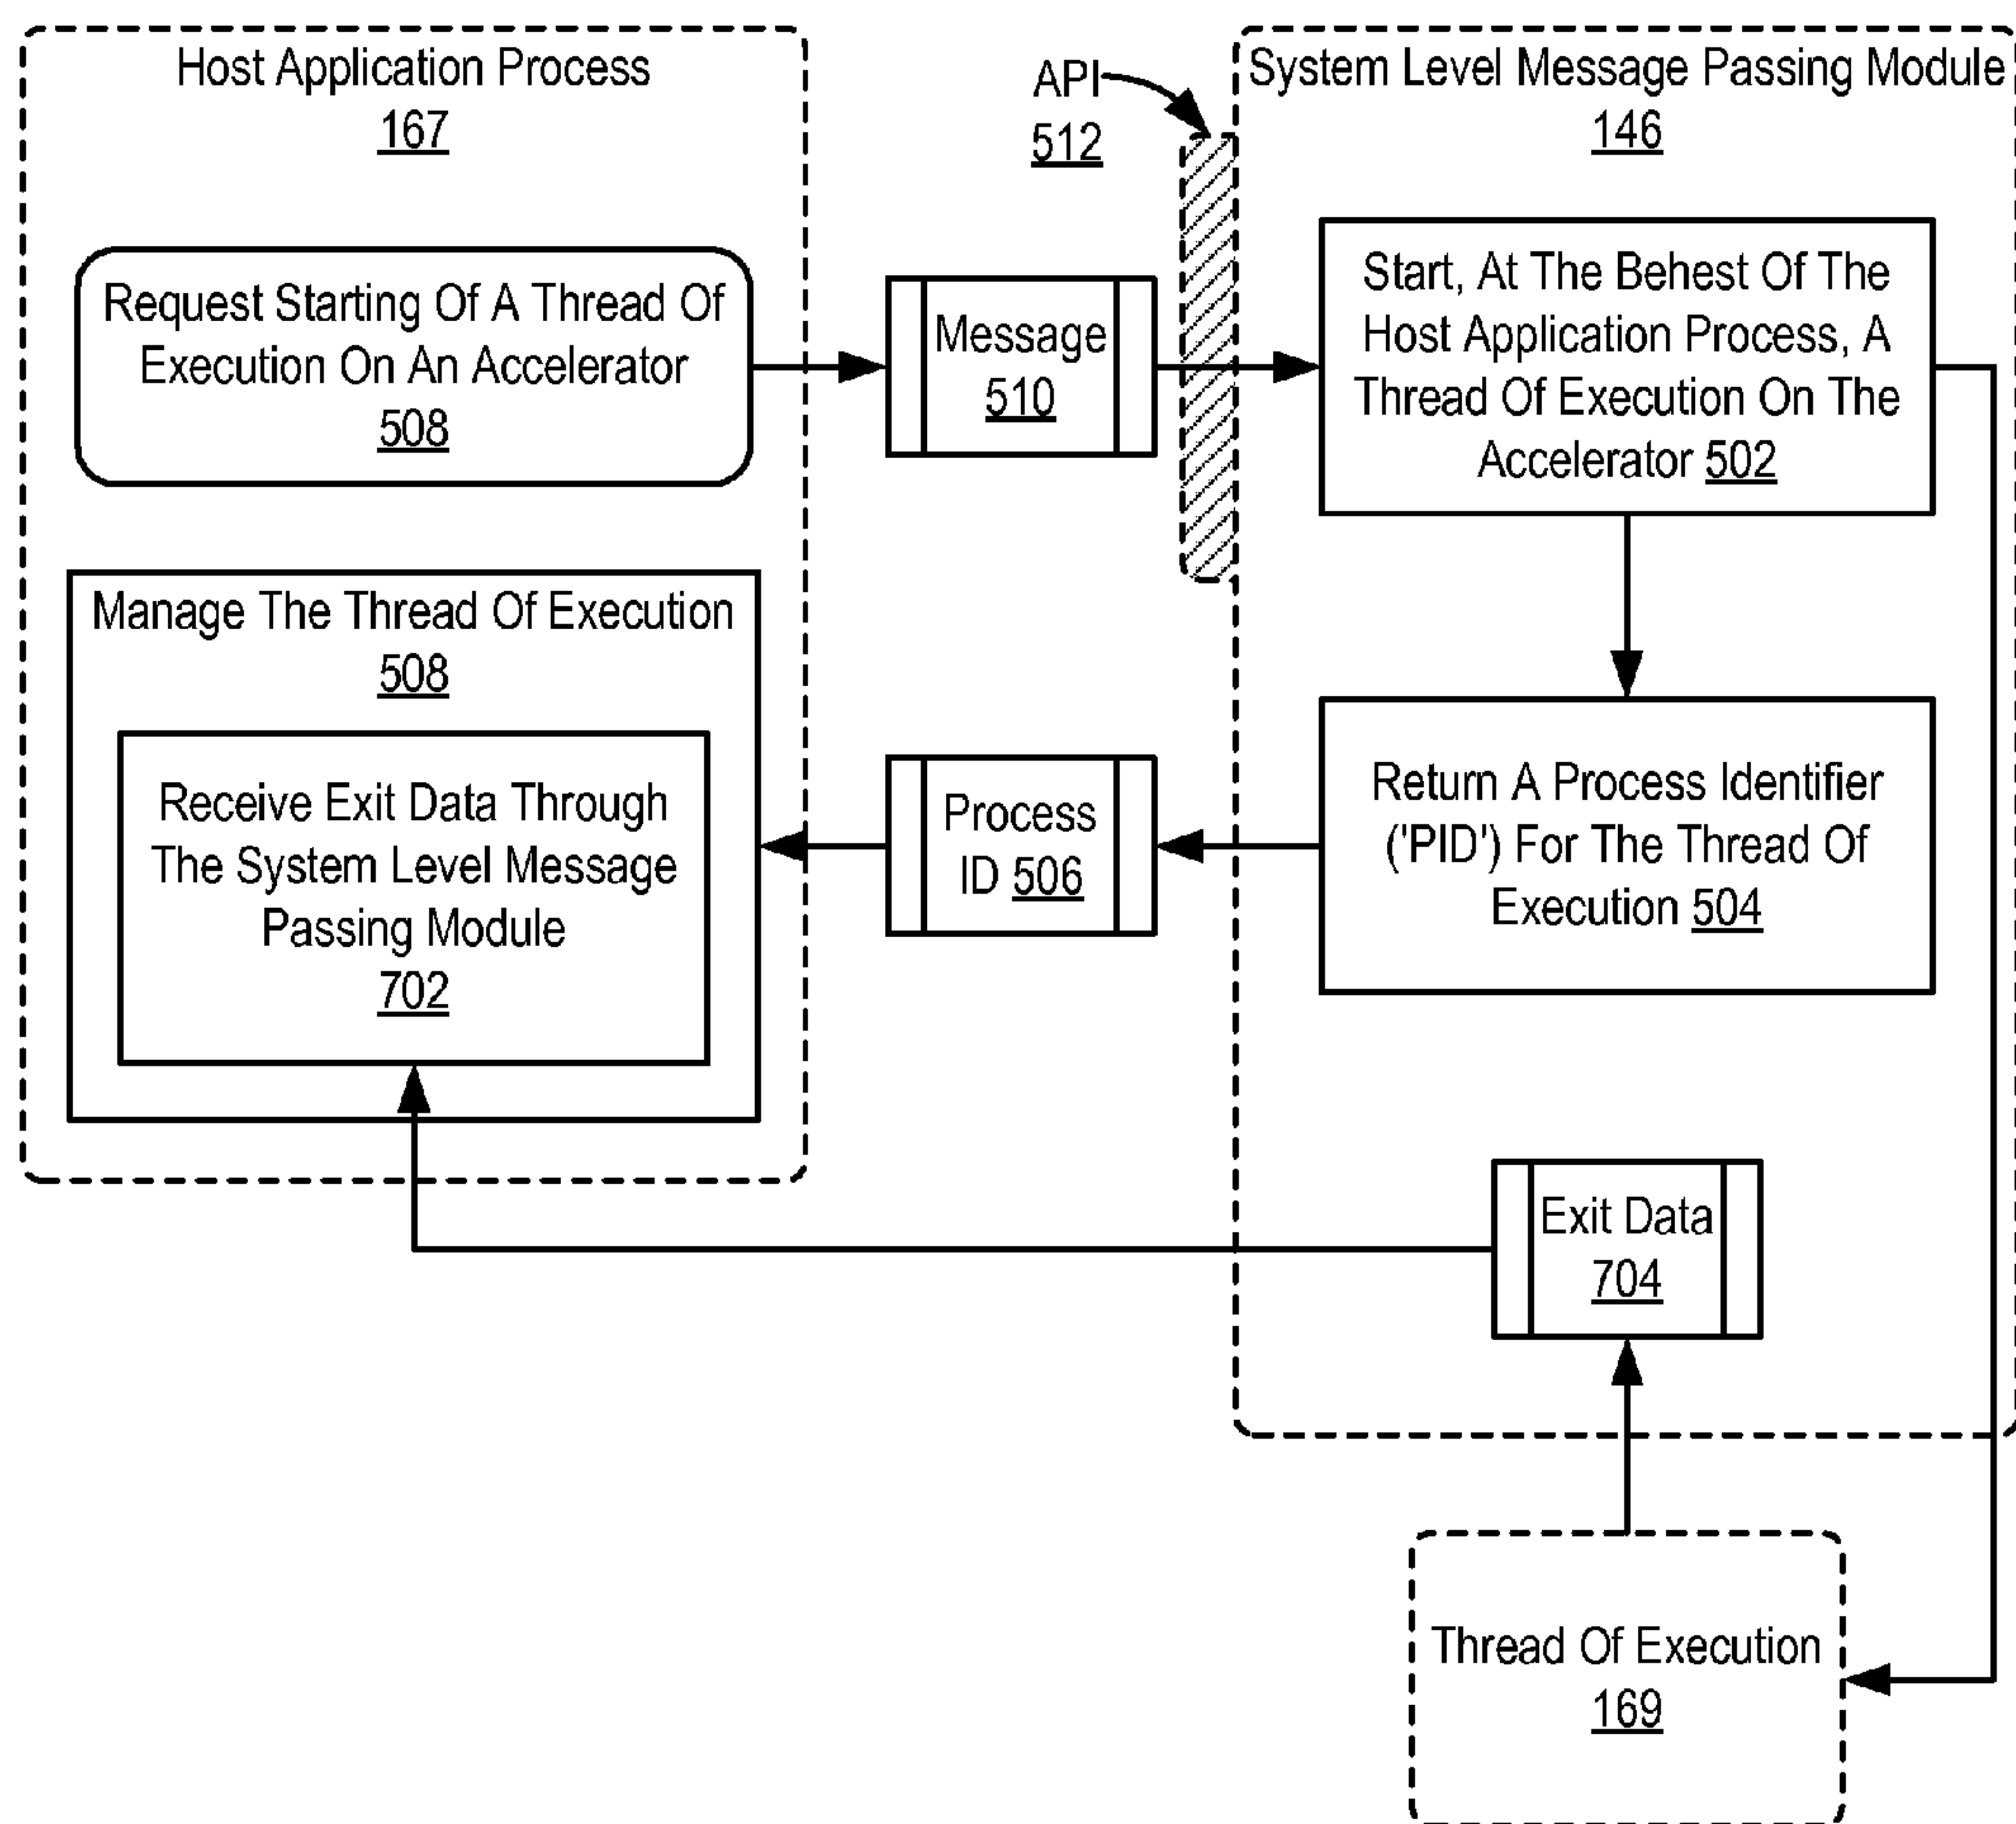 Host Application Process
167
Request Starting Of A Thread Of
Execution On An Accelerator
508
Manage The Thread Of Execution
508
Receive Exit Data Through
The System Level Message
Passing Module
702
API
512
Message
510
Process
ID 506
System Level Message Passing Module
146
Start, At The Behest Of The
Host Application Process, A
Thread Of Execution On The
Accelerator 502
Return A Process Identifier
('PID') For The Thread Of
Execution 504
Exit Data
704
Thread Of Execution
169